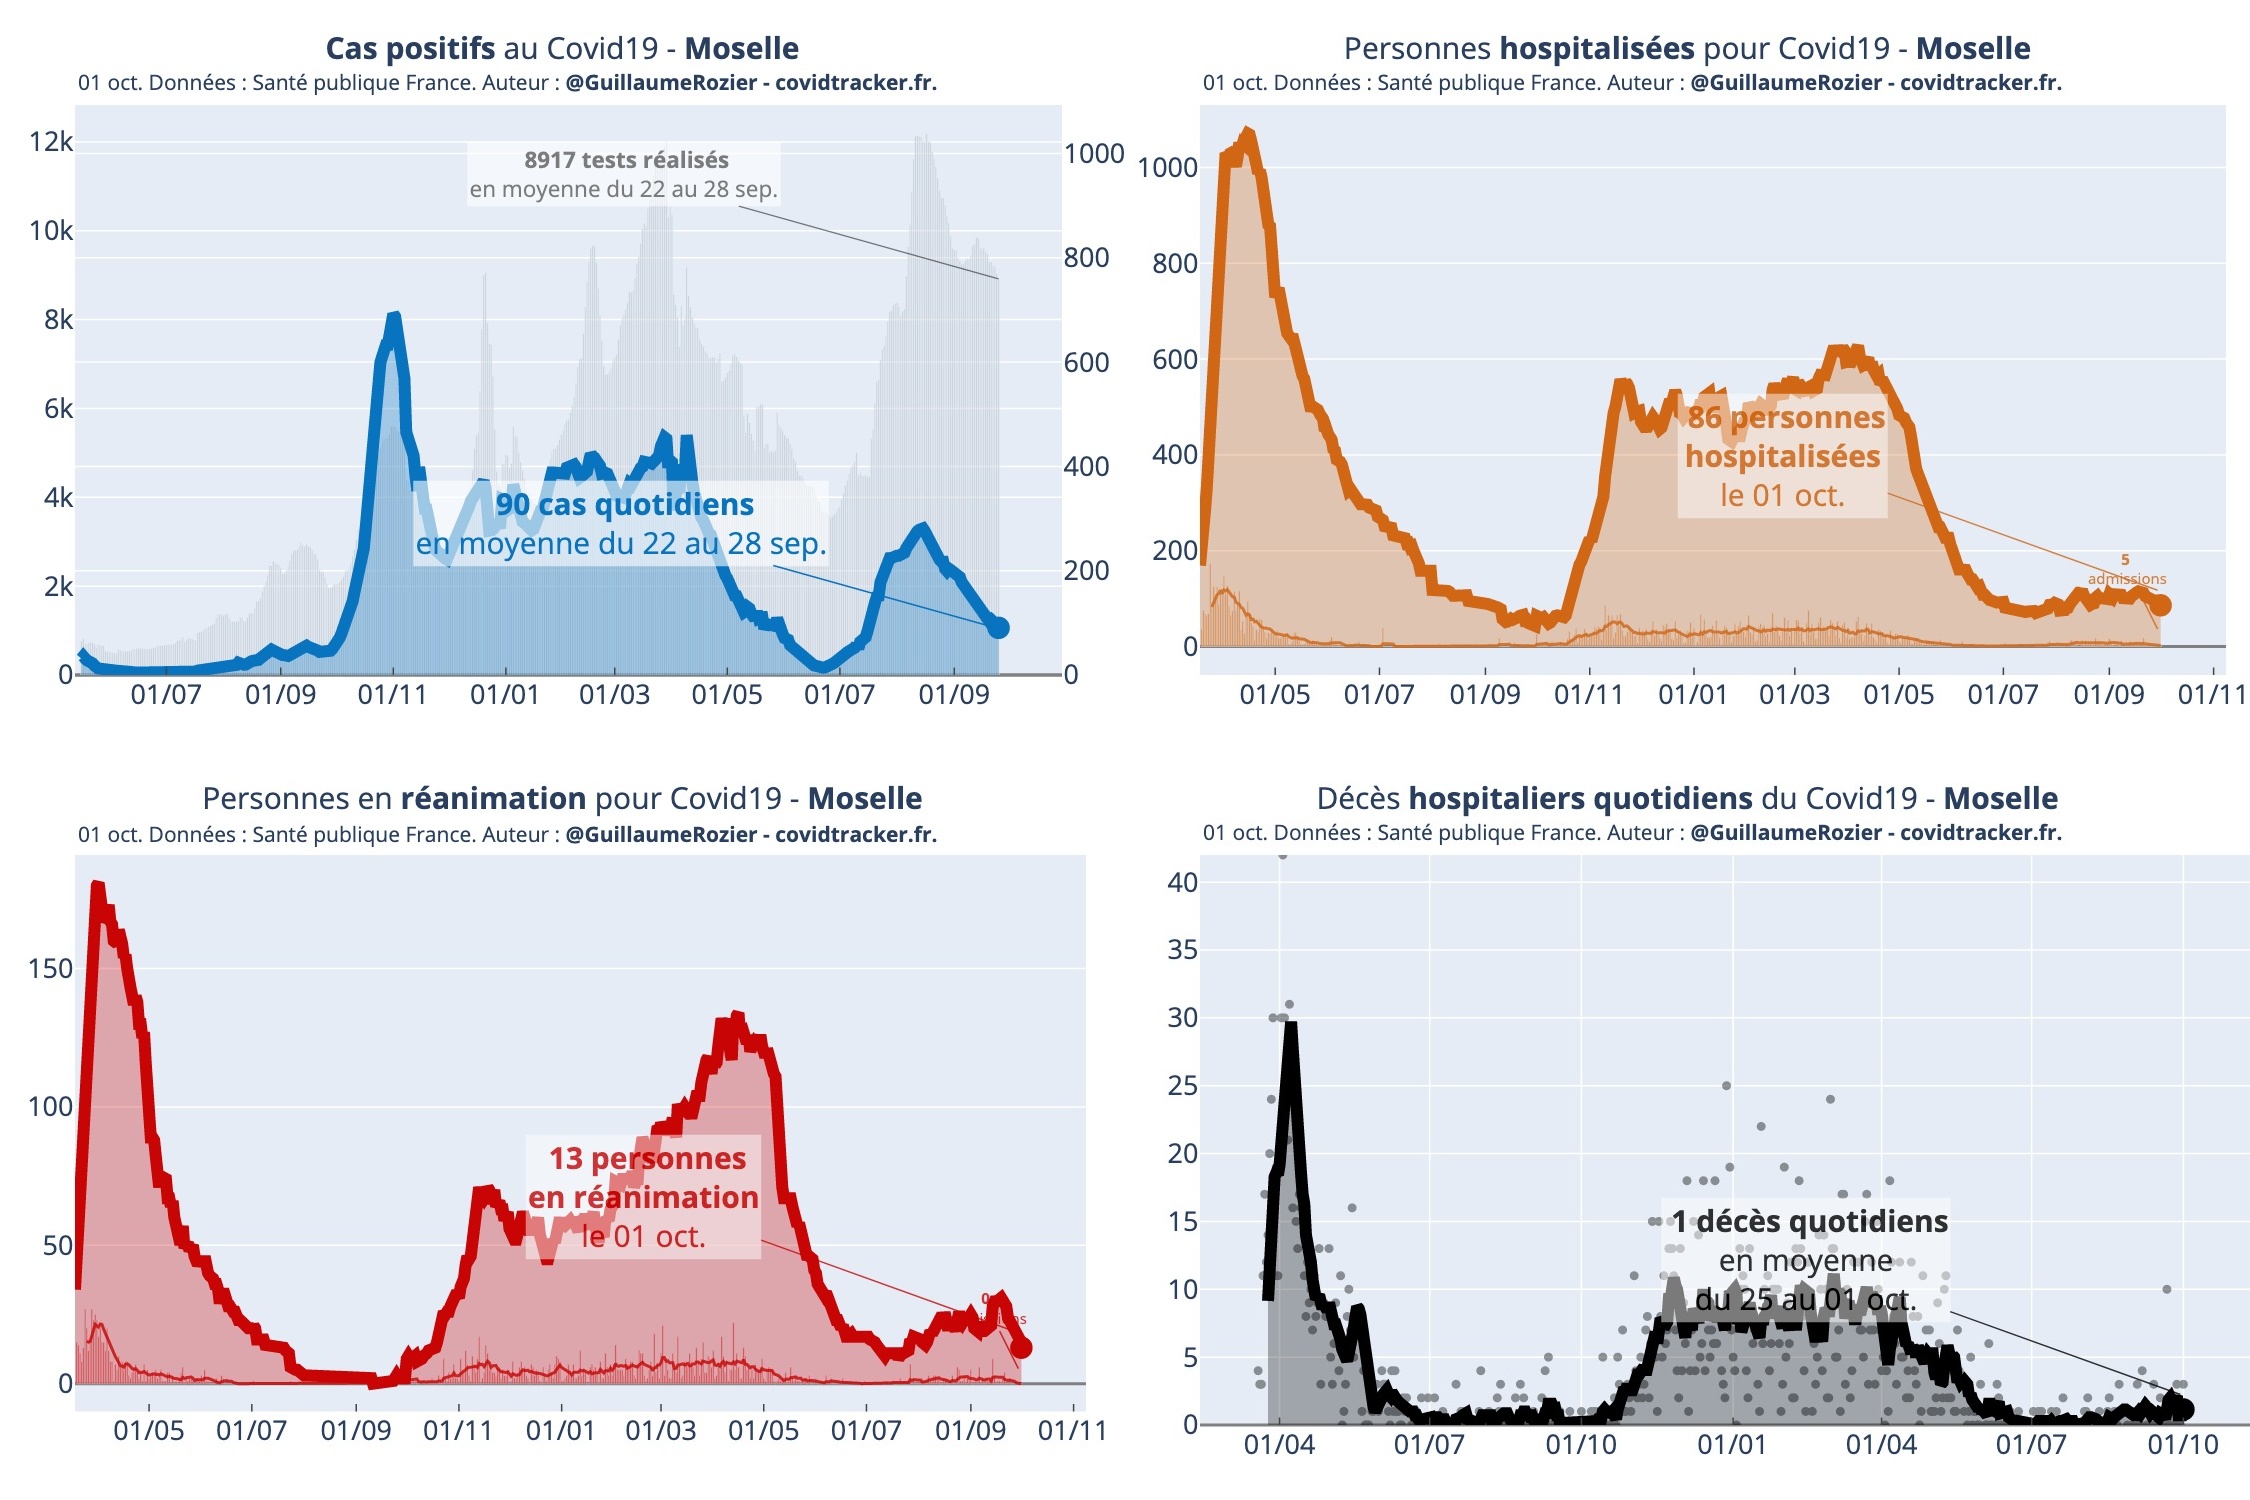 Cas positifs au Covid19 - Moselle
01 oct. Données : Santé publique France. Auteur : @GuillaumeRozier - covidtracker.fr.
12k
10k
8k
6k
4k
2k
0
1000
800
600
400
200
0
8917 tests réalisés
en moyenne du 22 au 28 sep.
90 cas quotidiens
en moyenne du 22 au 28 sep.
01/07 01/09 01/11 01/01 01/03 01/05 01/07 01/09
Personnes hospitalisées pour Covid19 - Moselle
01 oct. Données : Santé publique France. Auteur : @GuillaumeRozier - covidtracker.fr.
1000
800
600
400
200
0
86 personnes
hospitalisées
le 01 oct.
5
admissions
01/05 01/07 01/09 01/11 01/01 01/03 01/05 01/07 01/09 01/11
Personnes en réanimation pour Covid19 - Moselle
01 oct. Données : Santé publique France. Auteur : @GuillaumeRozier - covidtracker.fr.
150
100
50
0
13 personnes
en réanimation
le 01 oct.
0
01/05 01/07 01/09 01/11 01/01 01/03 01/05 01/07 01/09 01/11
Décès hospitaliers quotidiens du Covid19 - Moselle
01 oct. Données : Santé publique France. Auteur : @GuillaumeRozier - covidtracker.fr.
40
35
30
25
20
15
10
5
0
1 décès quotidiens
en moyenne
du 25 au 01 oct.
01/04 01/07 01/10 01/01 01/04 01/07 01/10